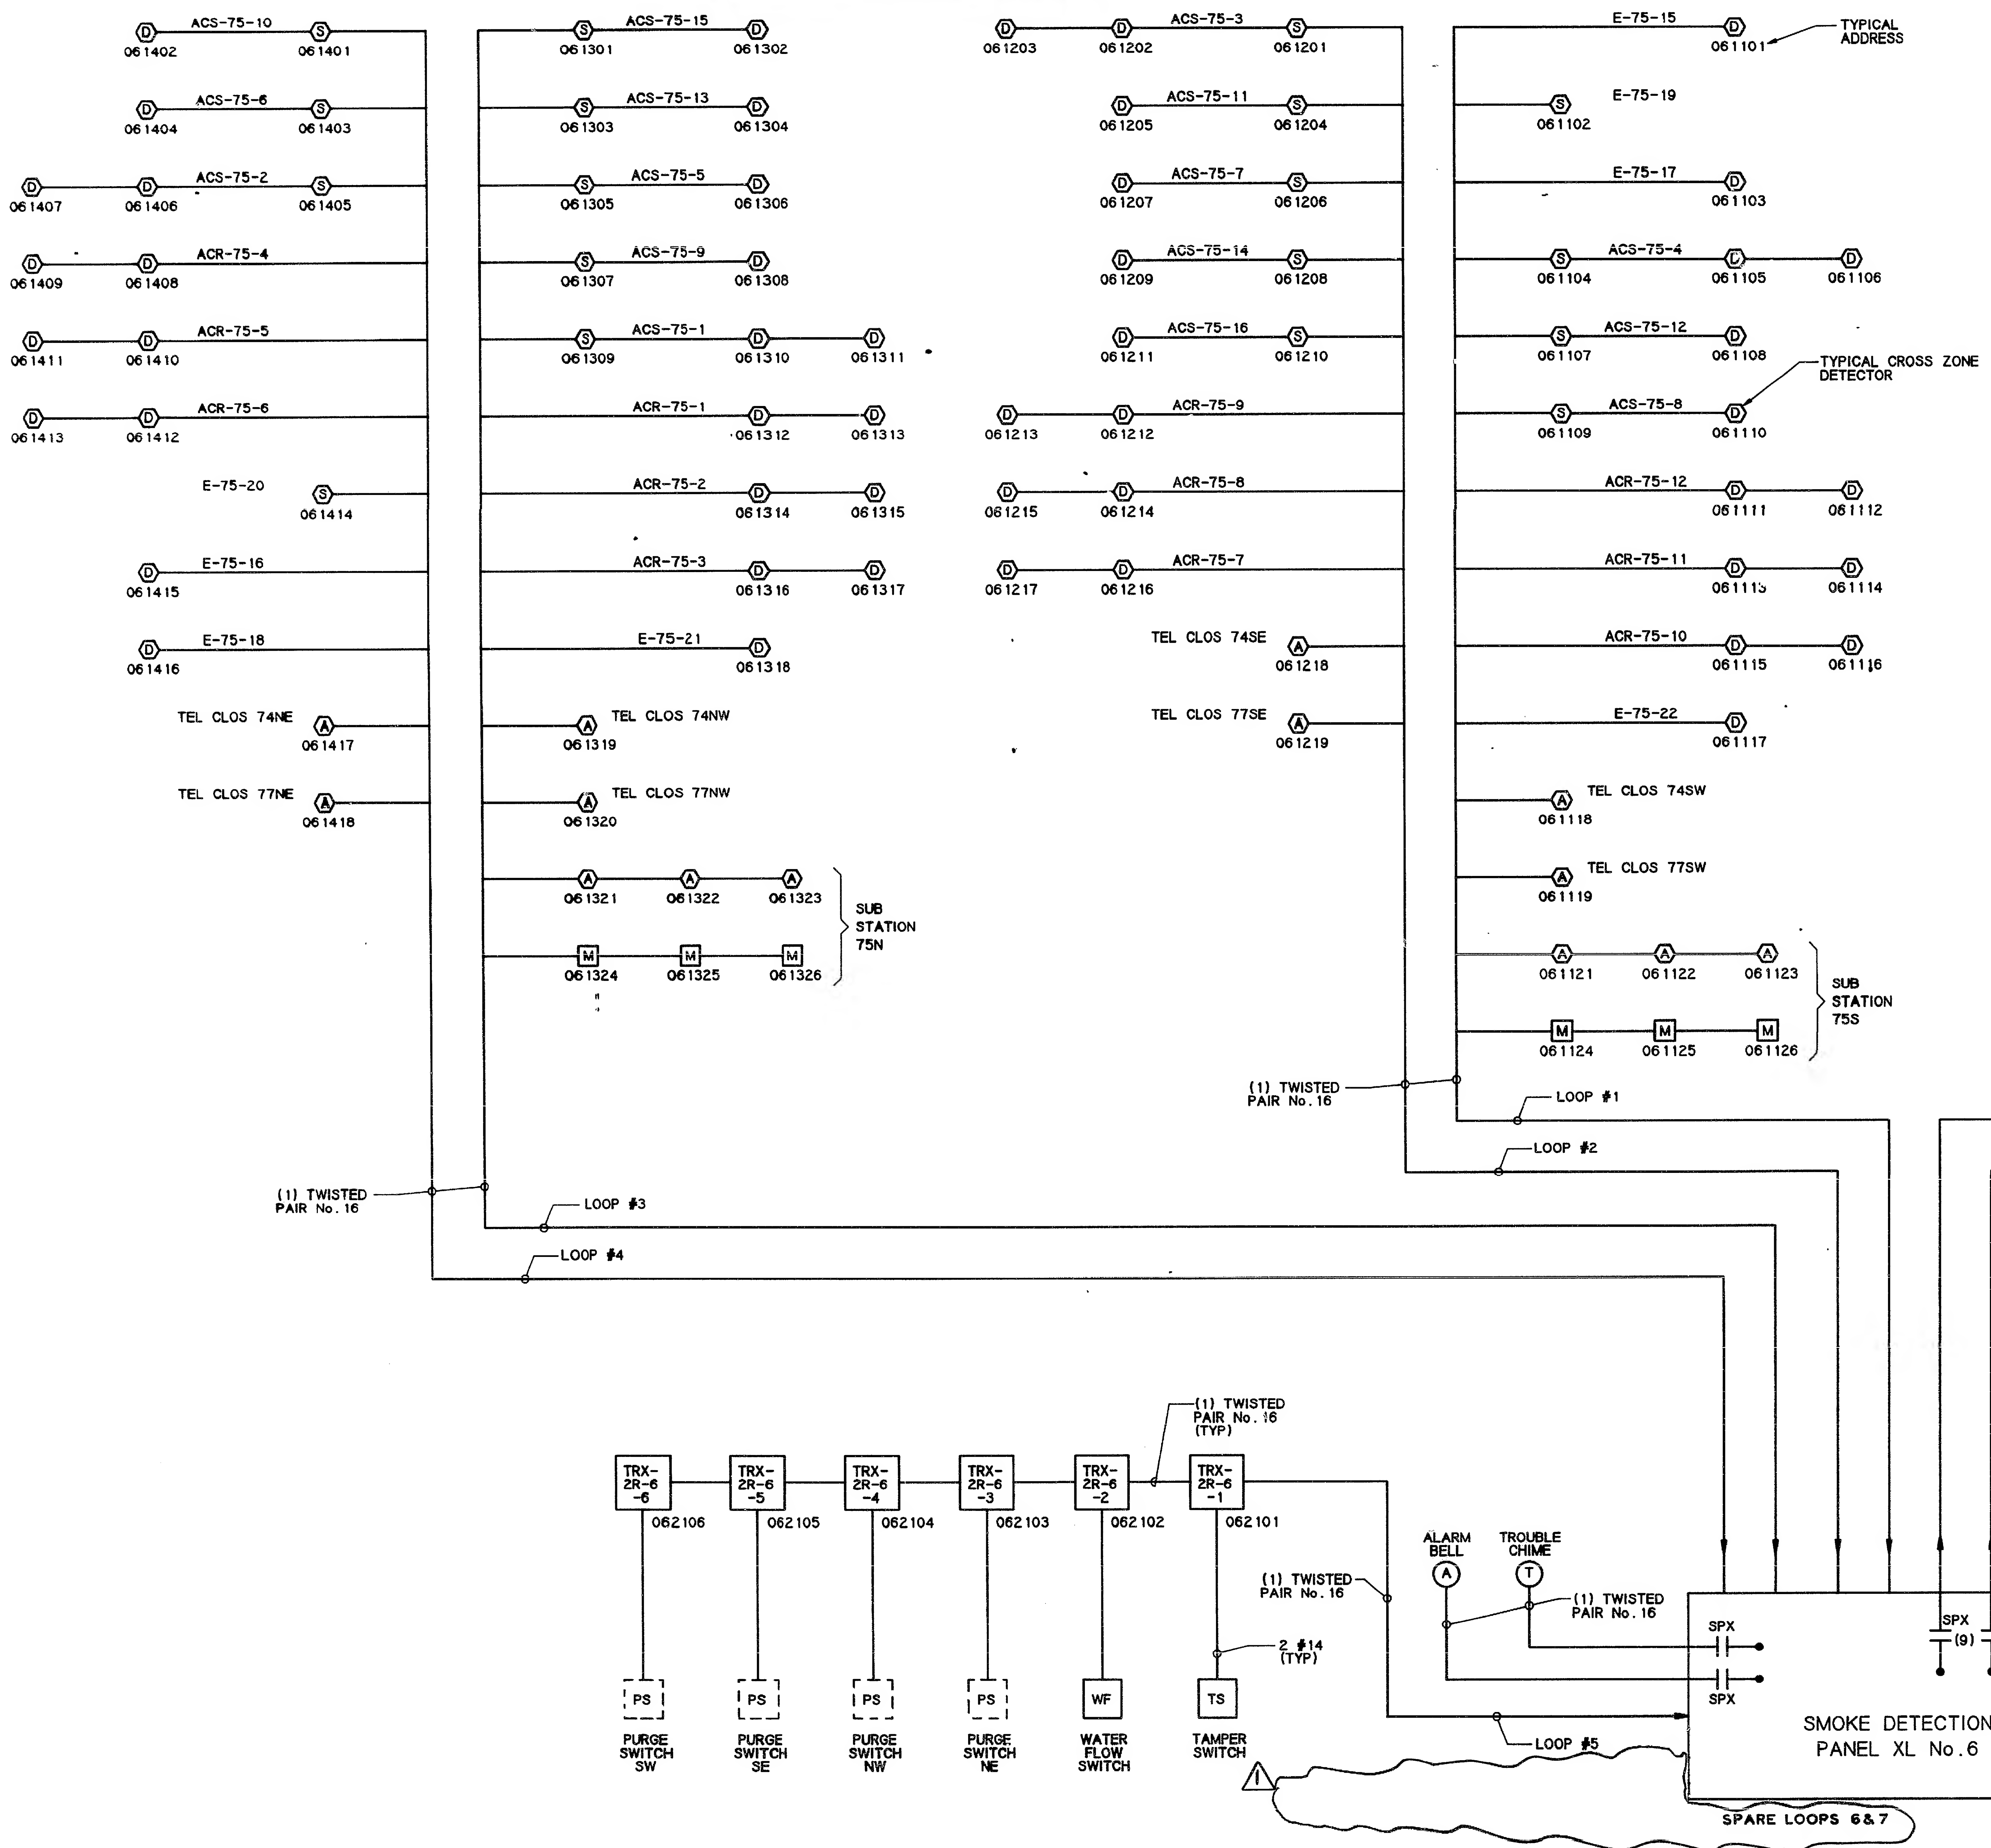 ACS-75-10
D S
061402 061401
ACS-75-6
D S
061404 061403
ACS-75-2
D D S
061407 061406 061405
ACR-75-4
D D
061409 061408
ACR-75-5
D D
061411 061410
ACR-75-6
D D
061413 061412
E-75-20
S
061414
E-75-16
D
061415
E-75-18
D
061416
TEL CLOS 74NE
A
061417
TEL CLOS 77NE
A
061418
ACS-75-15
S D
061301 061302
ACS-75-13
S D
061303 061304
ACS-75-5
S D
061305 061306
ACS-75-9
S D
061307 061308
ACS-75-1
S D D
061309 061310 061311
ACR-75-1
D D
061312 061313
ACR-75-2
D D
061314 061315
ACR-75-3
D D
061316 061317
E-75-21
D
061318
TEL CLOS 74NW
A
061319
TEL CLOS 77NW
A
061320
A A A
061321 061322 061323
M M M
061324 061325 061326
SUB
STATION
75N
ACS-75-3
D D S
061203 061202 061201
ACS-75-11
D S
061205 061204
ACS-75-7
D S
061207 061206
ACS-75-14
D S
061209 061208
ACS-75-16
D S
061211 061210
ACR-75-9
D D
061213 061212
ACR-75-8
D D
061215 061214
ACR-75-7
D D
061217 061216
TEL CLOS 74SE
A
061218
TEL CLOS 77SE
A
061219
E-75-15
D
061101
TYPICAL
ADDRESS
E-75-19
S
061102
E-75-17
D
061103
ACS-75-4
S D D
061104 061105 061106
ACS-75-12
S D
061107 061108
TYPICAL CROSS ZONE
DETECTOR
ACS-75-8
S D
061109 061110
ACR-75-12
D D
061111 061112
ACR-75-11
D D
061113 061114
ACR-75-10
D D
061115 061116
E-75-22
D
061117
TEL CLOS 74SW
A
061118
TEL CLOS 77SW
A
061119
A A A
061121 061122 061123
M M M
061124 061125 061126
SUB
STATION
75S
(1) TWISTED
PAIR No.16
LOOP #1
LOOP #2
(1) TWISTED
PAIR No.16
LOOP #3
LOOP #4
(1) TWISTED
PAIR No.16
(TYP)
TRX-
2R-6
-6
062106
TRX-
2R-6
-5
062105
TRX-
2R-6
-4
062104
TRX-
2R-6
-3
062103
TRX-
2R-6
-2
062102
TRX-
2R-6
-1
062101
PS
PURGE
SWITCH
SW
PS
PURGE
SWITCH
SE
PS
PURGE
SWITCH
NW
PS
PURGE
SWITCH
NE
WF
WATER
FLOW
SWITCH
TS
TAMPER
SWITCH
2 #14
(TYP)
(1) TWISTED
PAIR No.16
ALARM
BELL
A
TROUBLE
CHIME
T
(1) TWISTED
PAIR No.16
SPX
SPX
SPX
(9)
SMOKE DETECTION
PANEL XL No.6
LOOP #5
1
SPARE LOOPS 6&7